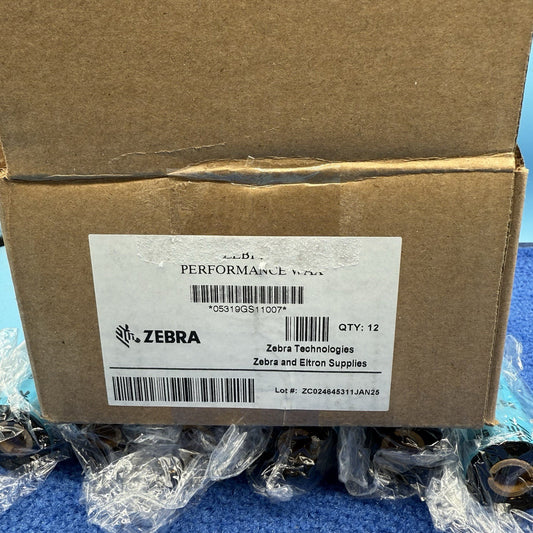 PERFORMANCE WAX
*05319GS11007*
QTY: 12
ZEBRA
Zebra Technologies
Zebra and Eltron Supplies
Lot #: ZC024645311JAN25